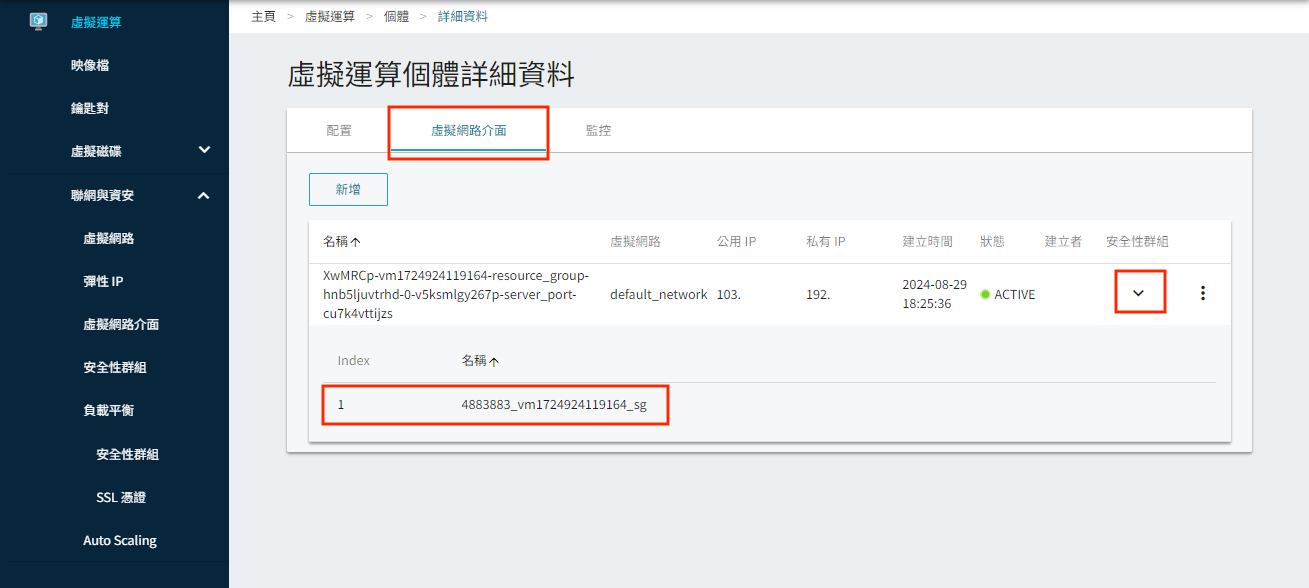 虛擬運算
映像檔
鑰匙對
虛擬磁碟
聯網與資安
虛擬網路
彈性 IP
虛擬網路介面
安全性群組
負載平衡
安全性群組
SSL 憑證
Auto Scaling
主頁 > 虛擬運算 > 個體 > 詳細資料
虛擬運算個體詳細資料
配置 虛擬網路介面 監控
新增
名稱 虛擬網路 公用 IP 私有 IP 建立時間 狀態 建立者 安全性群組
XwMRCp-vm1724924119164-resource_group-
hnb5ljuvtrhd-0-v5ksmlgy267p-server_port-
cu7k4vttijzs
default_network 103. 192.
2024-08-29
18:25:36
ACTIVE
Index 名稱
1 4883883_vm1724924119164_sg